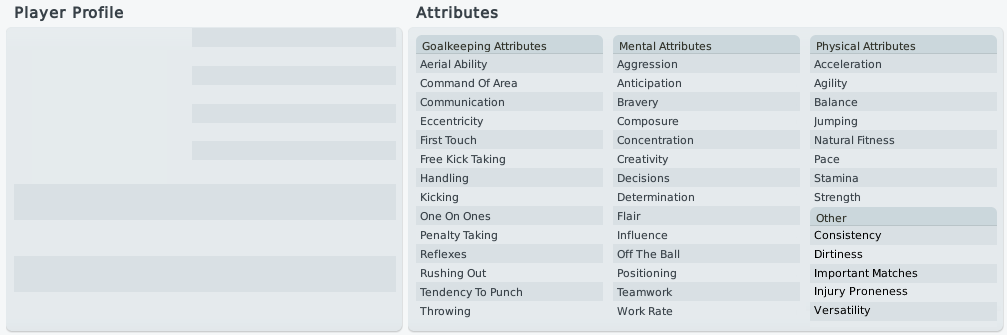 Player Profile
Attributes
Goalkeeping Attributes
Aerial Ability
Command Of Area
Communication
Eccentricity
First Touch
Free Kick Taking
Handling
Kicking
One On Ones
Penalty Taking
Reflexes
Rushing Out
Tendency To Punch
Throwing
Mental Attributes
Aggression
Anticipation
Bravery
Composure
Concentration
Creativity
Decisions
Determination
Flair
Influence
Off The Ball
Positioning
Teamwork
Work Rate
Physical Attributes
Acceleration
Agility
Balance
Jumping
Natural Fitness
Pace
Stamina
Strength
Other
Consistency
Dirtiness
Important Matches
Injury Proneness
Versatility